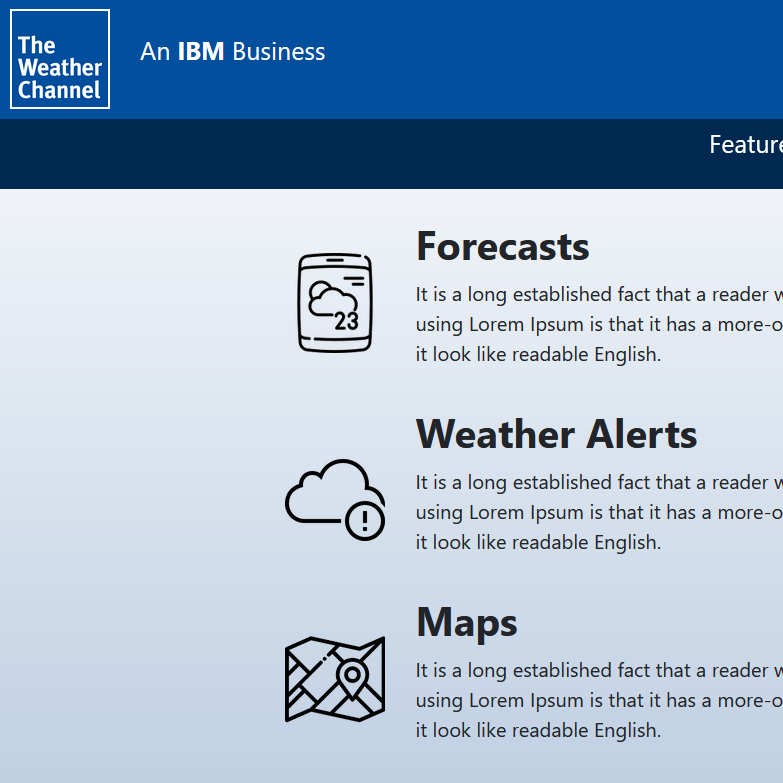 The
Weather
Channel
An IBM Business
Feature
Forecasts
It is a long established fact that a reader
using Lorem Ipsum is that it has a more-o
it look like readable English.
23
Weather Alerts
It is a long established fact that a reader
using Lorem Ipsum is that it has a more-o
it look like readable English.
!
Maps
It is a long established fact that a reader
using Lorem Ipsum is that it has a more-o
it look like readable English.